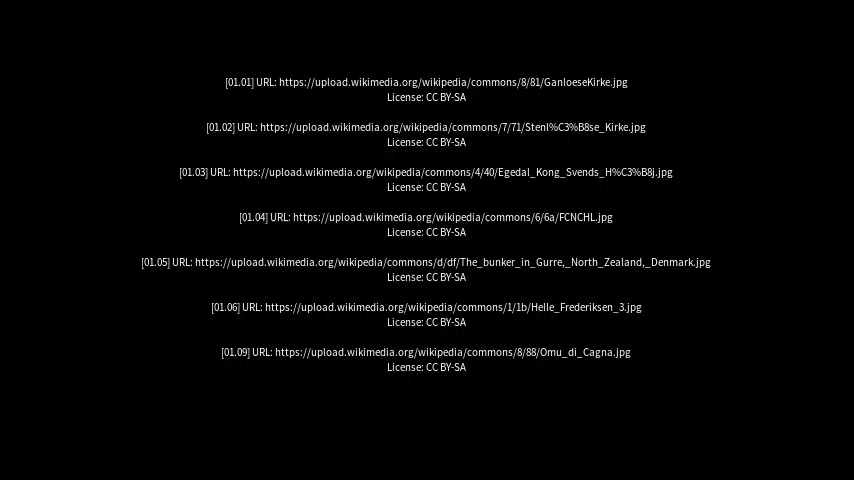 [01.01] URL: https://upload.wikimedia.org/wikipedia/commons/8/81/GanloeseKirke.jpg
License: CC BY-SA
[01.02] URL: https://upload.wikimedia.org/wikipedia/commons/7/71/Stenl%C3%B8se_Kirke.jpg
License: CC BY-SA
[01.03] URL: https://upload.wikimedia.org/wikipedia/commons/4/40/Egedal_Kong_Svends_H%C3%B8j.jpg
License: CC BY-SA
[01.04] URL: https://upload.wikimedia.org/wikipedia/commons/6/6a/FCNCHL.jpg
License: CC BY-SA
[01.05] URL: https://upload.wikimedia.org/wikipedia/commons/d/df/The_bunker_in_Gurre,_North_Zealand,_Denmark.jpg
License: CC BY-SA
[01.06] URL: https://upload.wikimedia.org/wikipedia/commons/1/1b/Helle_Frederiksen_3.jpg
License: CC BY-SA
[01.09] URL: https://upload.wikimedia.org/wikipedia/commons/8/88/Omu_di_Cagna.jpg
License: CC BY-SA